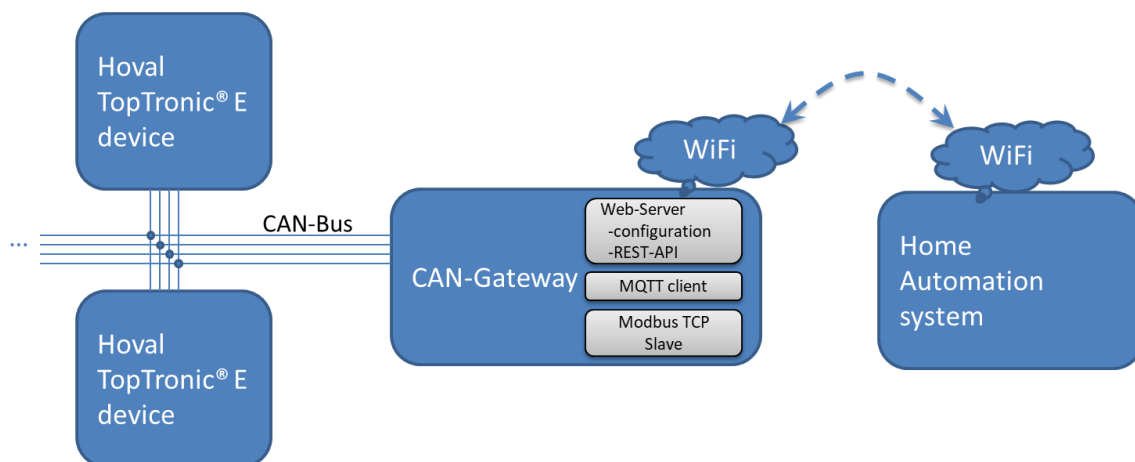 Hoval
TopTronic® E
device
WiFi
WiFi
CAN-Bus
...
Web-Server
-configuration
-REST-API
CAN-Gateway
MQTT client
Modbus TCP
Slave
Home
Automation
system
Hoval
TopTronic® E
device